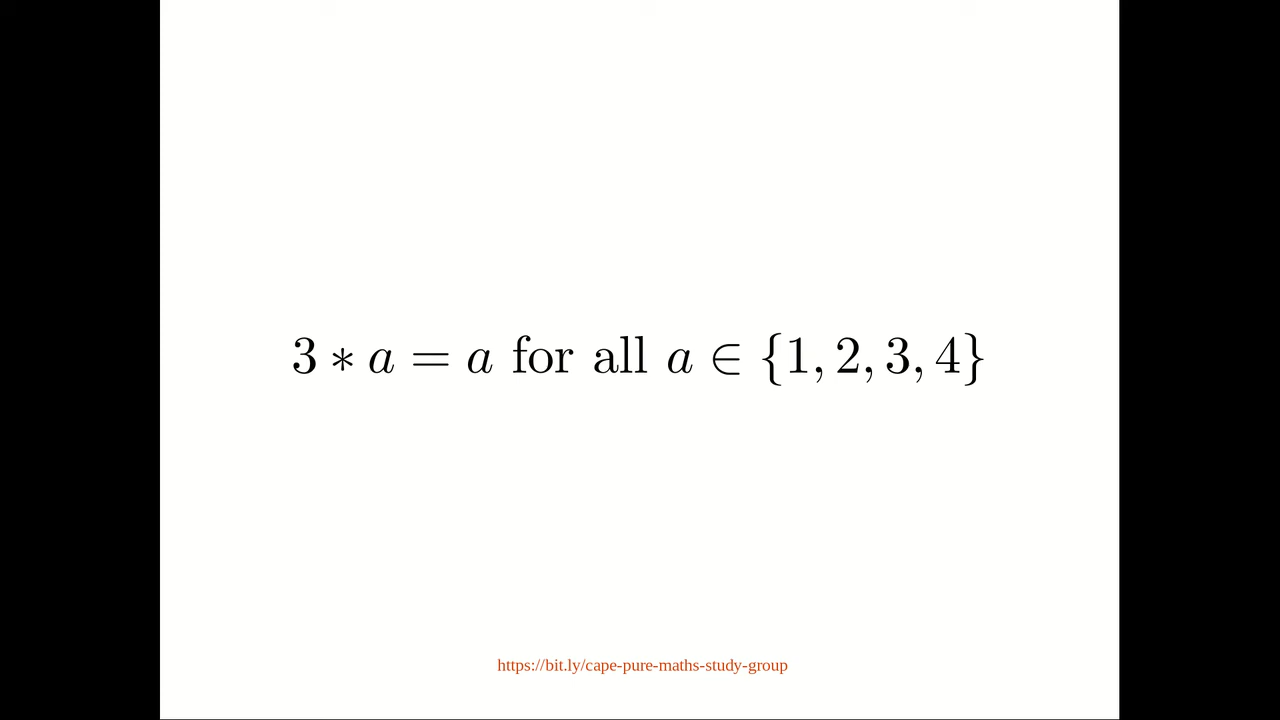 3 ∗ a = a for all a ∈ {1, 2, 3, 4}
https://bit.ly/cape-pure-maths-study-group